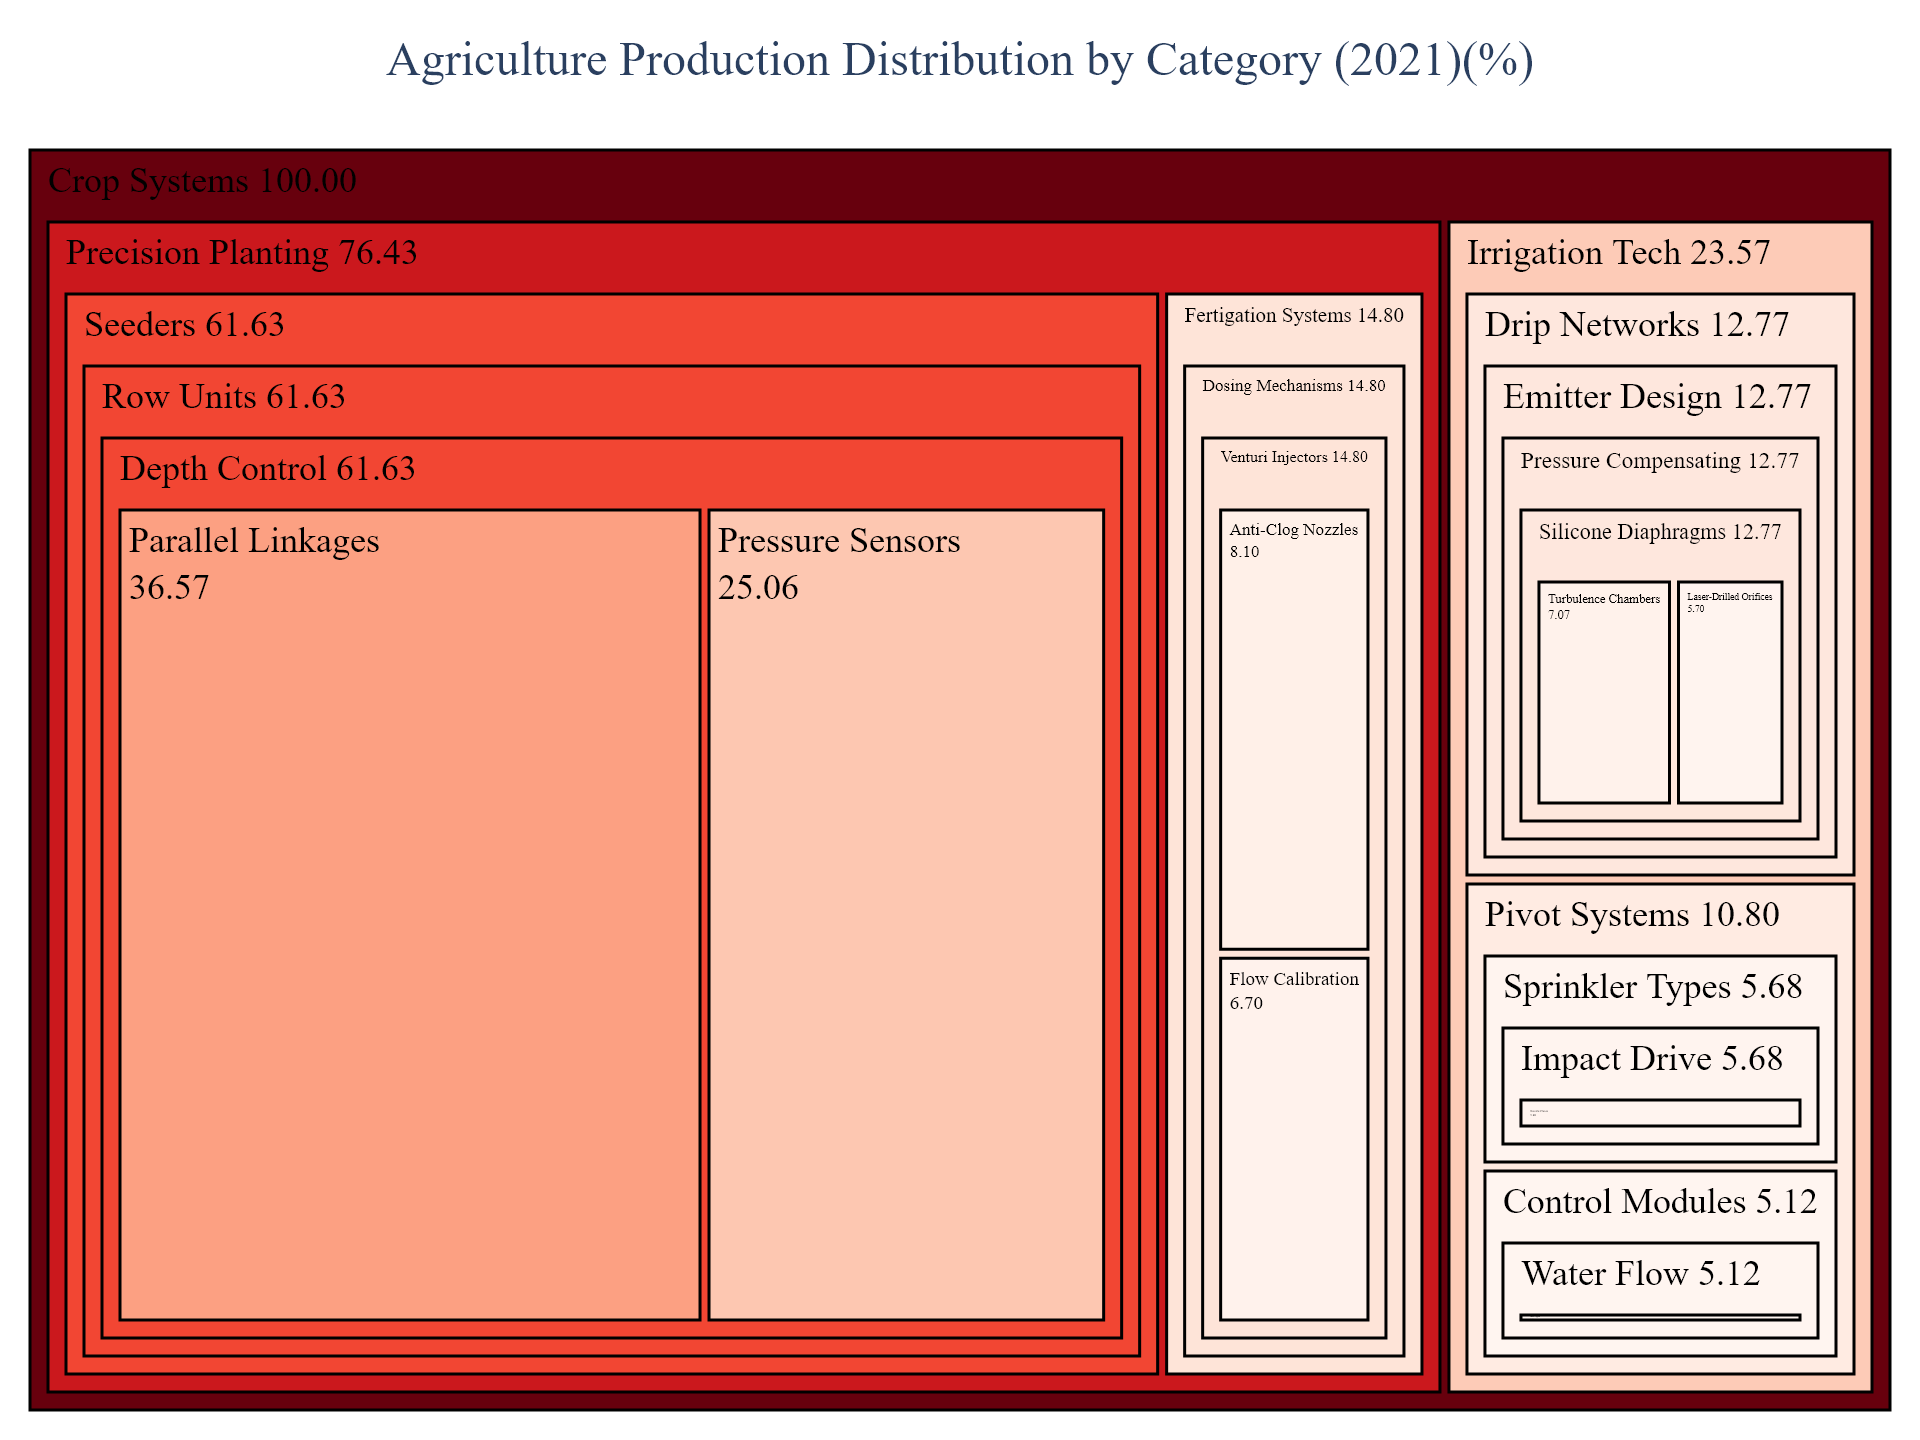 Agriculture Production Distribution by Category (2021)(%)
Crop Systems 100.00
Precision Planting 76.43
Seeders 61.63
Row Units 61.63
Depth Control 61.63
Parallel Linkages
36.57
Pressure Sensors
25.06
Fertigation Systems 14.80
Dosing Mechanisms 14.80
Venturi Injectors 14.80
Anti-Clog Nozzles
8.10
Flow Calibration
6.70
Irrigation Tech 23.57
Drip Networks 12.77
Emitter Design 12.77
Pressure Compensating 12.77
Silicone Diaphragms 12.77
Turbulence Chambers
7.07
Laser-Drilled Orifices
5.70
Pivot Systems 10.80
Sprinkler Types 5.68
Impact Drive 5.68
Control Modules 5.12
Water Flow 5.12